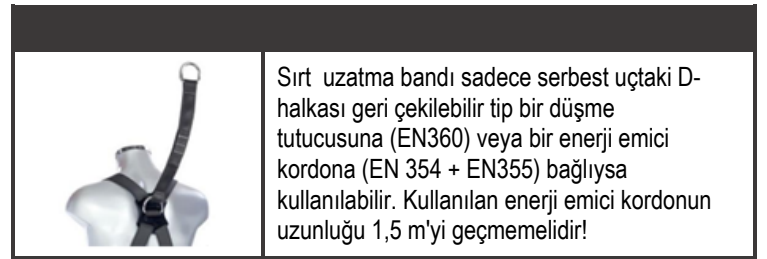 Sırt  uzatma bandı sadece serbest uçtaki D-
halkası geri çekilebilir tip bir düşme
tutucusuna (EN360) veya bir enerji emici
kordona (EN 354 + EN355) bağlıysa
kullanılabilir. Kullanılan enerji emici kordonun
uzunluğu 1,5 m'yi geçmemelidir!